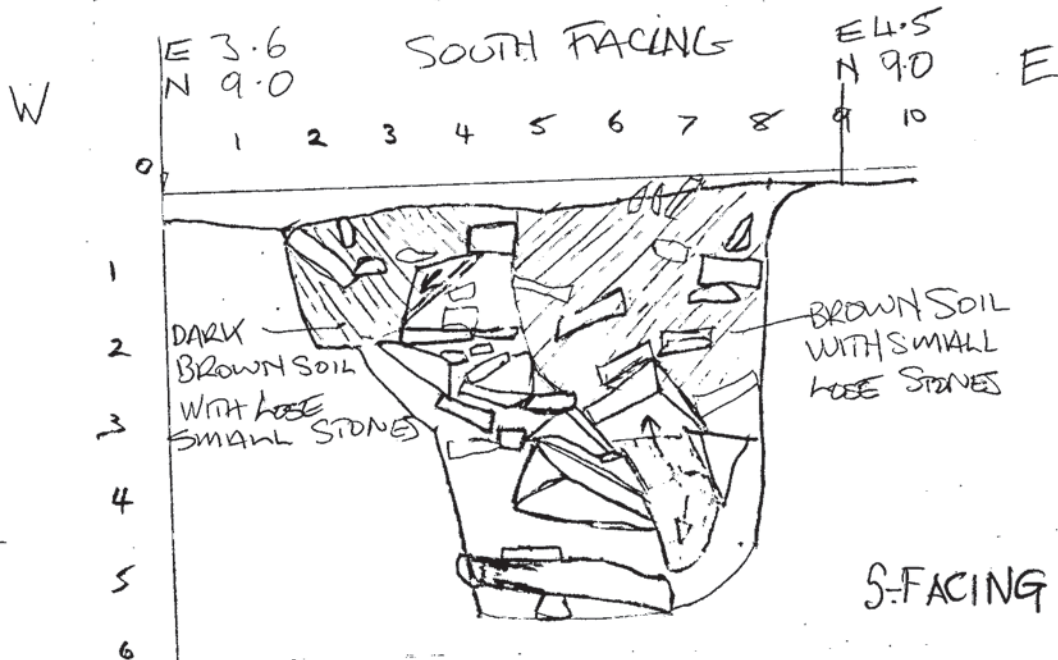 E 3.6
N 9.0
SOUTH FACING
E 4.5
N 9.0
W
E
1 2 3 4 5 6 7 8 9 10
0
1
2
3
4
5
6
DARK
BROWN SOIL
WITH LOSE
SMALL STONES
BROWN SOIL
WITH SMALL
LOSE STONES
S-FACING